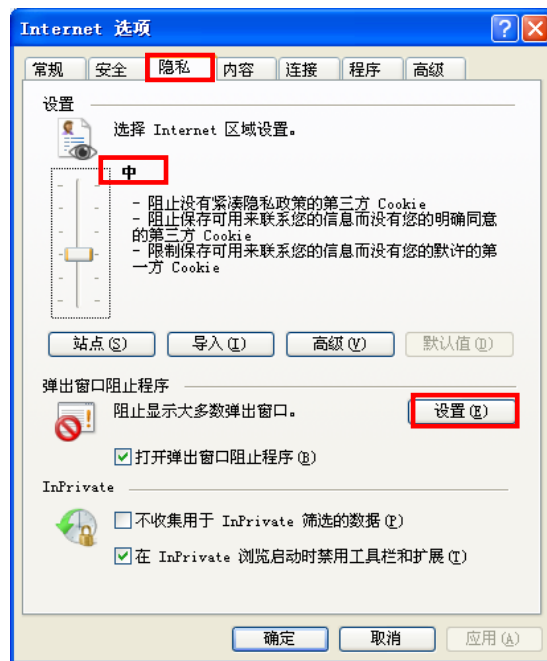 Internet 选项
常规 安全 隐私 内容 连接 程序 高级
设置
选择 Internet 区域设置。
中
- 阻止没有紧凑隐私政策的第三方 Cookie
- 阻止保存可用来联系您的信息而没有您的明确同意
的第三方 Cookie
- 限制保存可用来联系您的信息而没有您的默许的第
一方 Cookie
站点(S) 导入(I) 高级(V) 默认值(D)
弹出窗口阻止程序
阻止显示大多数弹出窗口。 设置(E)
打开弹出窗口阻止程序(B)
InPrivate
不收集用于 InPrivate 筛选的数据(P)
在 InPrivate 浏览启动时禁用工具栏和扩展(T)
确定 取消 应用(A)